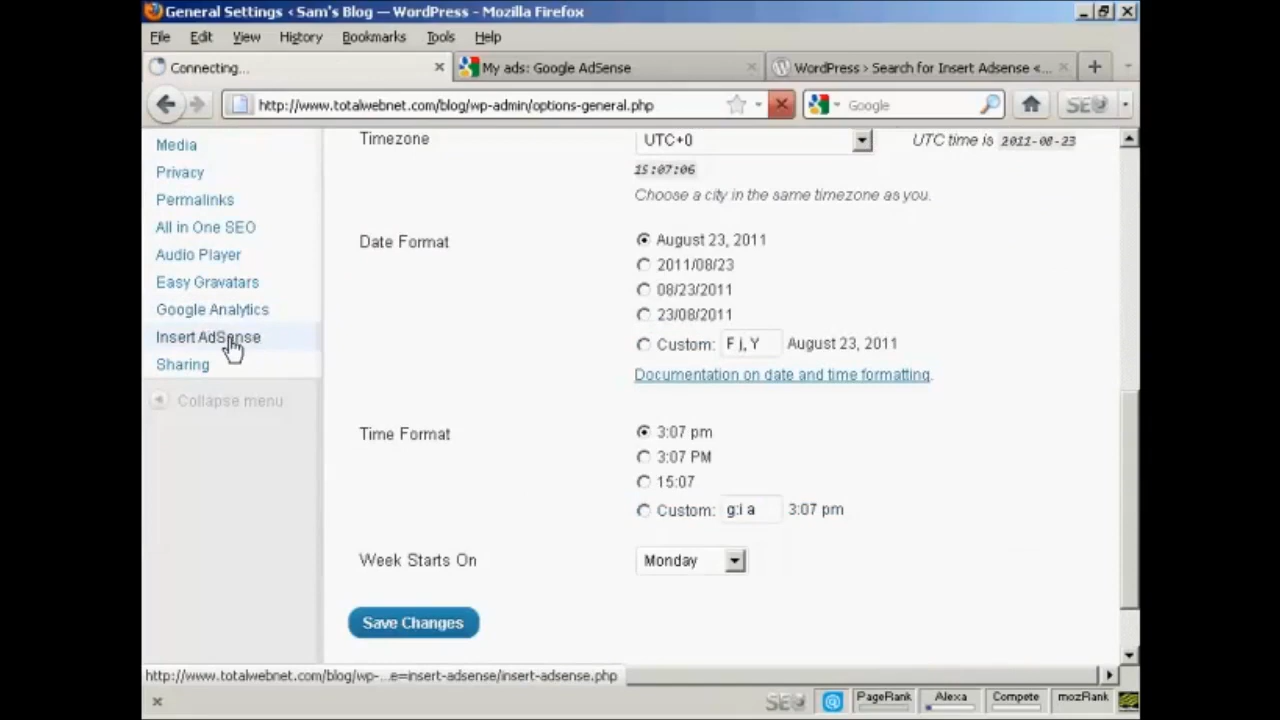 General Settings ‹ Sam's Blog — WordPress - Mozilla Firefox
File Edit View History Bookmarks Tools Help
Connecting... My ads: Google AdSense WordPress › Search for Insert Adsense «...
http://www.totalwebnet.com/blog/wp-admin/options-general.php Google SEO
Media
Privacy
Permalinks
All in One SEO
Audio Player
Easy Gravatars
Google Analytics
Insert AdSense
Sharing
Collapse menu
Timezone UTC+0 UTC time is 2011-08-23
15:07:06
Choose a city in the same timezone as you.
Date Format August 23, 2011
2011/08/23
08/23/2011
23/08/2011
Custom: F j, Y August 23, 2011
Documentation on date and time formatting.
Time Format 3:07 pm
3:07 PM
15:07
Custom: g:i a 3:07 pm
Week Starts On Monday
Save Changes
http://www.totalwebnet.com/blog/wp-...e=insert-adsense/insert-adsense.php
SEO PageRank Alexa Compete mozRank